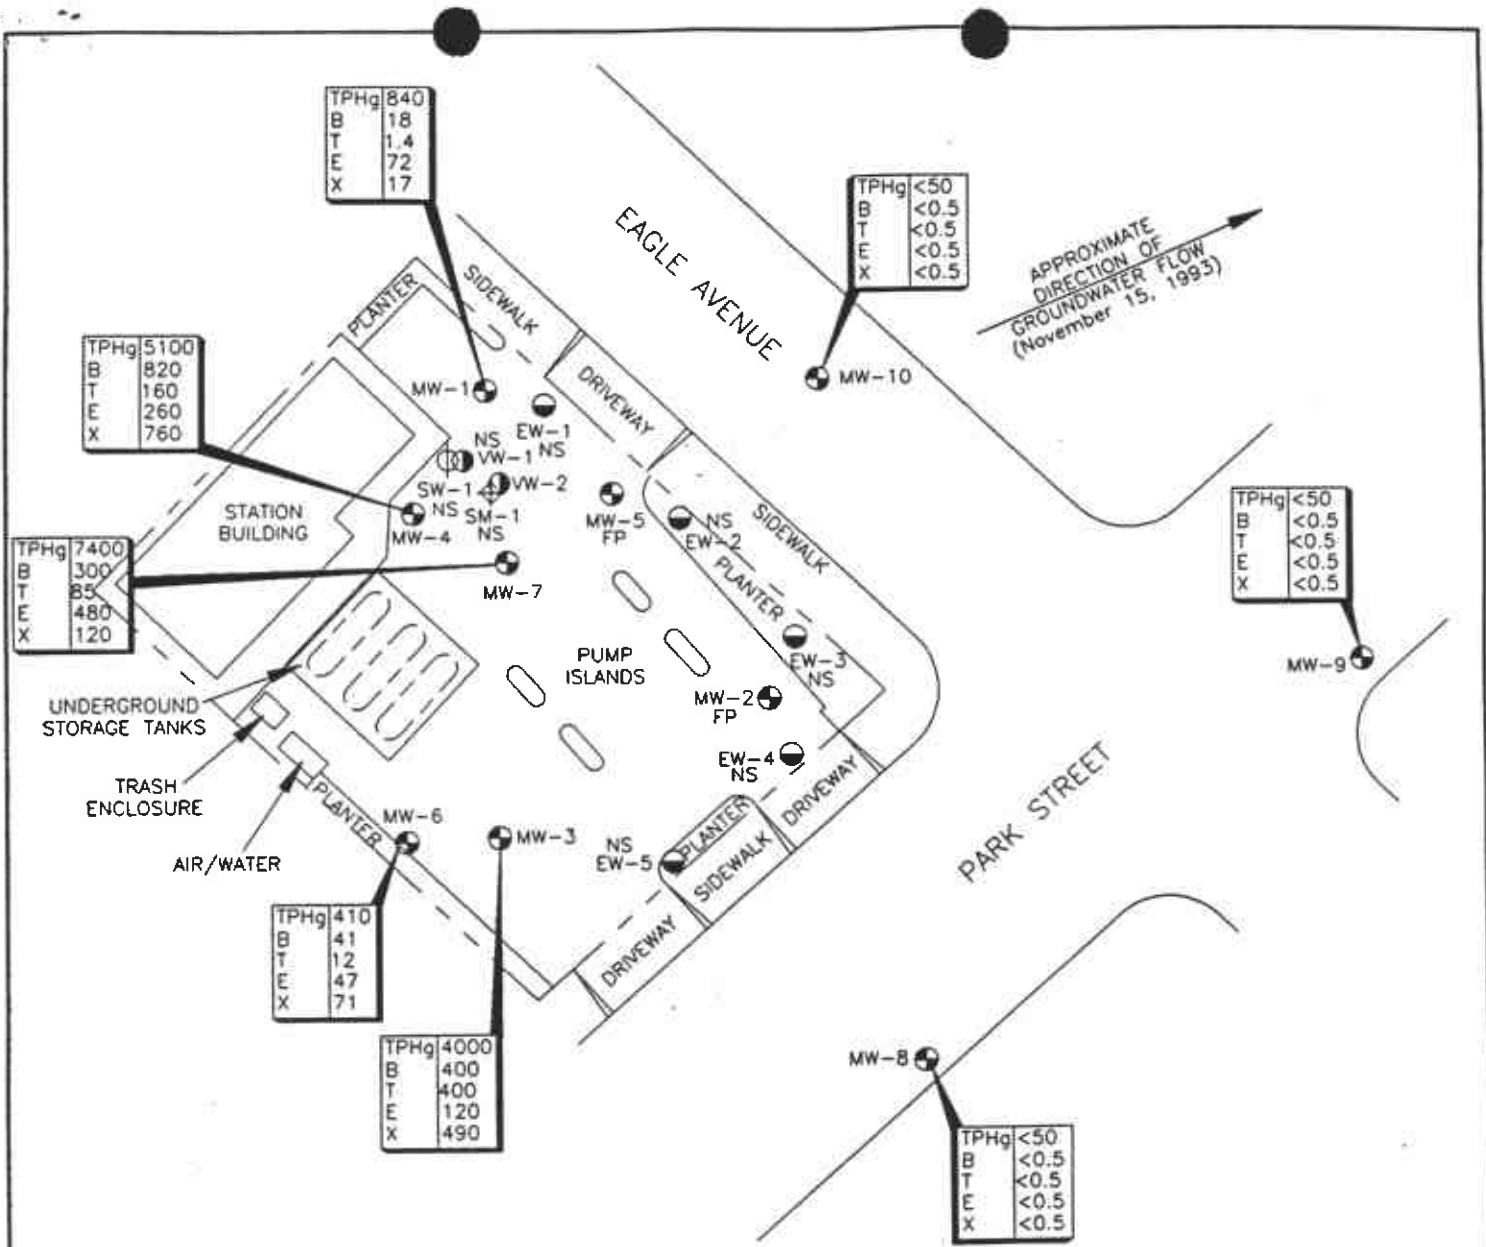 TPHg 840
B 18
T 1.4
E 72
X 17
TPHg <50
B <0.5
T <0.5
E <0.5
X <0.5
EAGLE AVENUE
APPROXIMATE
DIRECTION OF
GROUNDWATER FLOW
(November 15, 1993)
SIDEWALK
PLANTER
TPHg 5100
B 820
T 160
E 260
X 760
MW-1
DRIVEWAY
MW-10
EW-1
NS
NS
VW-1
VW-2
SW-1
NS
SM-1
NS
MW-4
MW-5
FP
NS
EW-2
SIDEWALK
STATION
BUILDING
TPHg <50
B <0.5
T <0.5
E <0.5
X <0.5
TPHg 7400
B 300
T 85
E 480
X 120
MW-7
PLANTER
PUMP
ISLANDS
EW-3
NS
MW-9
MW-2
FP
UNDERGROUND
STORAGE TANKS
EW-4
NS
TRASH
ENCLOSURE
PLANTER
DRIVEWAY
PARK STREET
MW-6
MW-3
NS
EW-5
PLANTER
SIDEWALK
AIR/WATER
DRIVEWAY
TPHg 410
B 41
T 12
E 47
X 71
TPHg 4000
B 400
T 400
E 120
X 490
MW-8
TPHg <50
B <0.5
T <0.5
E <0.5
X <0.5